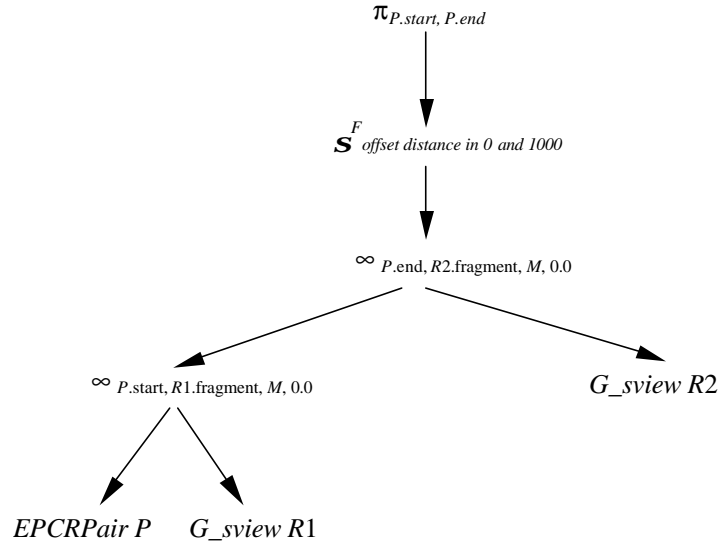 π P.start, P.end
s F offset distance in 0 and 1000
∞ P.end, R2.fragment, M, 0.0
∞ P.start, R1.fragment, M, 0.0
G_sview R2
EPCRPair P G_sview R1